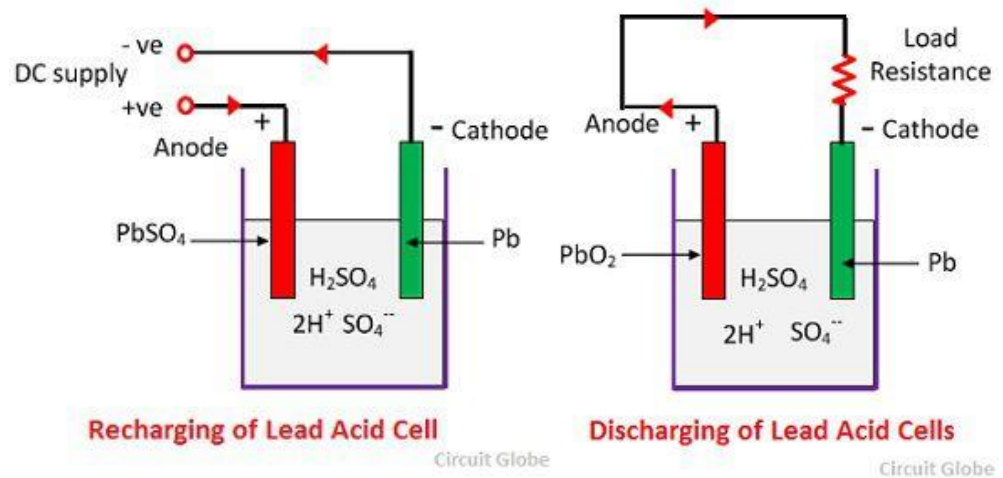 - ve
DC supply
+ve
+
Anode
- Cathode
PbSO₄
Pb
H₂SO₄
2H⁺ SO₄⁻⁻
Recharging of Lead Acid Cell
Circuit Globe
Load
Resistance
Anode +
- Cathode
PbO₂
Pb
H₂SO₄
2H⁺ SO₄⁻⁻
Discharging of Lead Acid Cells
Circuit Globe